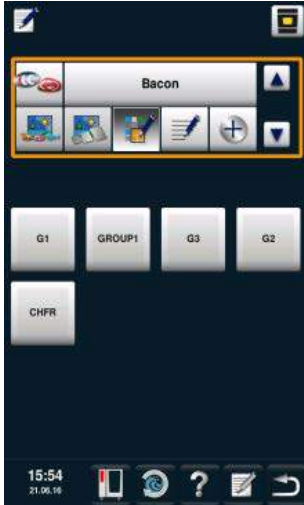 Bacon
G1
GROUP1
G3
G2
CHFR
15:54
21.06.16
?